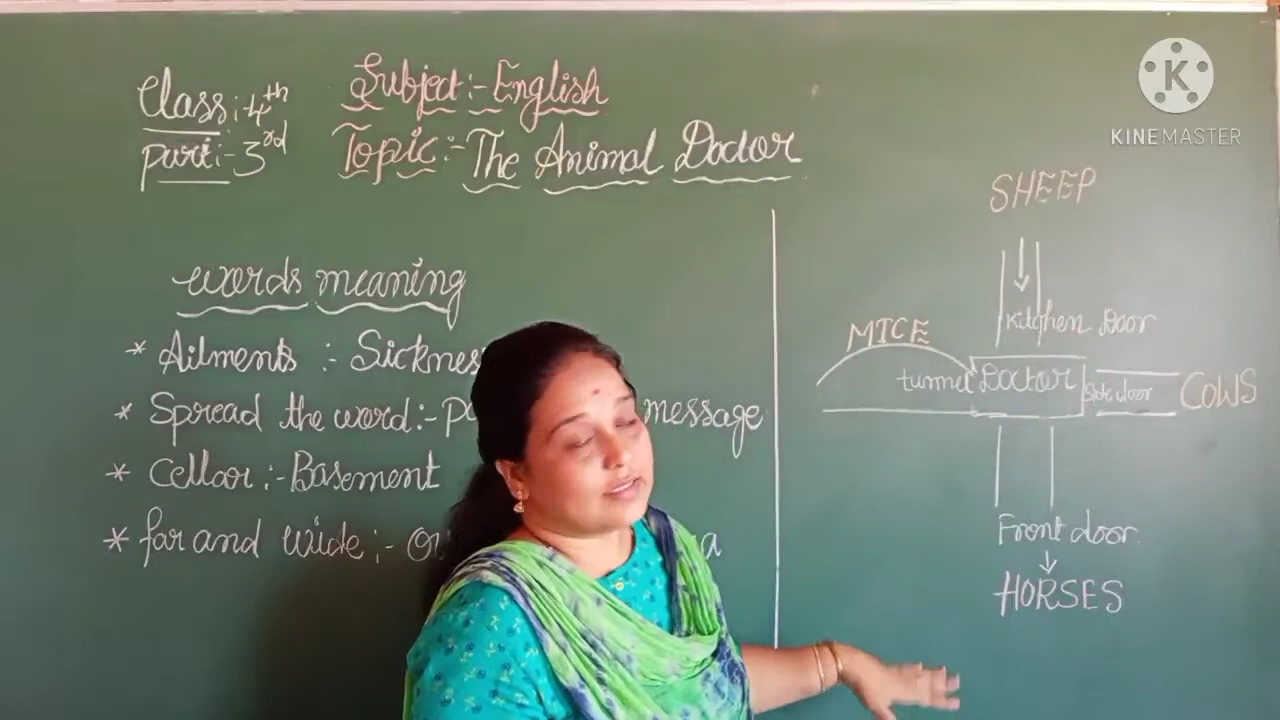 Class:4th
Subject:-English
Part:-3rd
Topic:-The Animal Doctor
words meaning
* Ailments :- Sickness
* Spread the word:- message
* Cellar :-Basement
* far and wide :-
SHEEP
Kitchen Door
MICE
tunnel
Doctor
Side door
COWS
Front door
HORSES
K
KINEMASTER